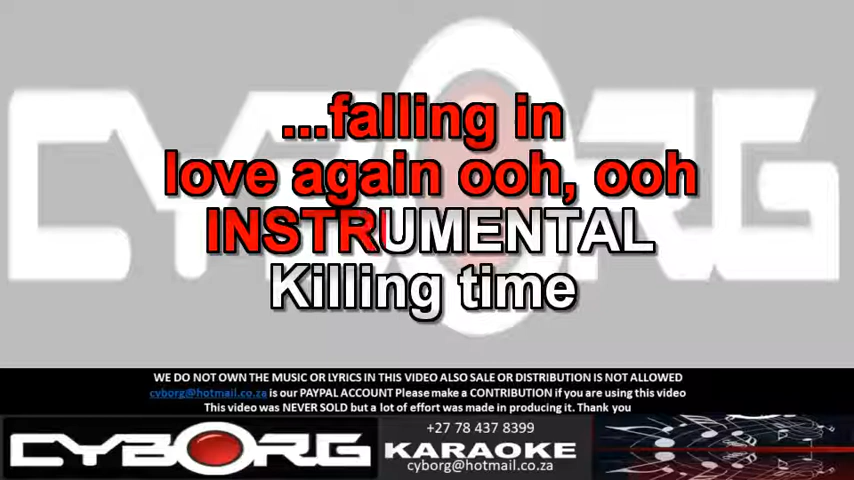 CYBORG
...falling in
love again ooh, ooh
INSTRUMENTAL
Killing time
WE DO NOT OWN THE MUSIC OR LYRICS IN THIS VIDEO ALSO SALE OR DISTRIBUTION IS NOT ALLOWED
cyborg@hotmail.co.za is our PAYPAL ACCOUNT Please make a CONTRIBUTION if you are using this video
This video was NEVER SOLD but a lot of effort was made in producing it. Thank you
CYBORG
+27 78 437 8399
KARAOKE
cyborg@hotmail.co.za